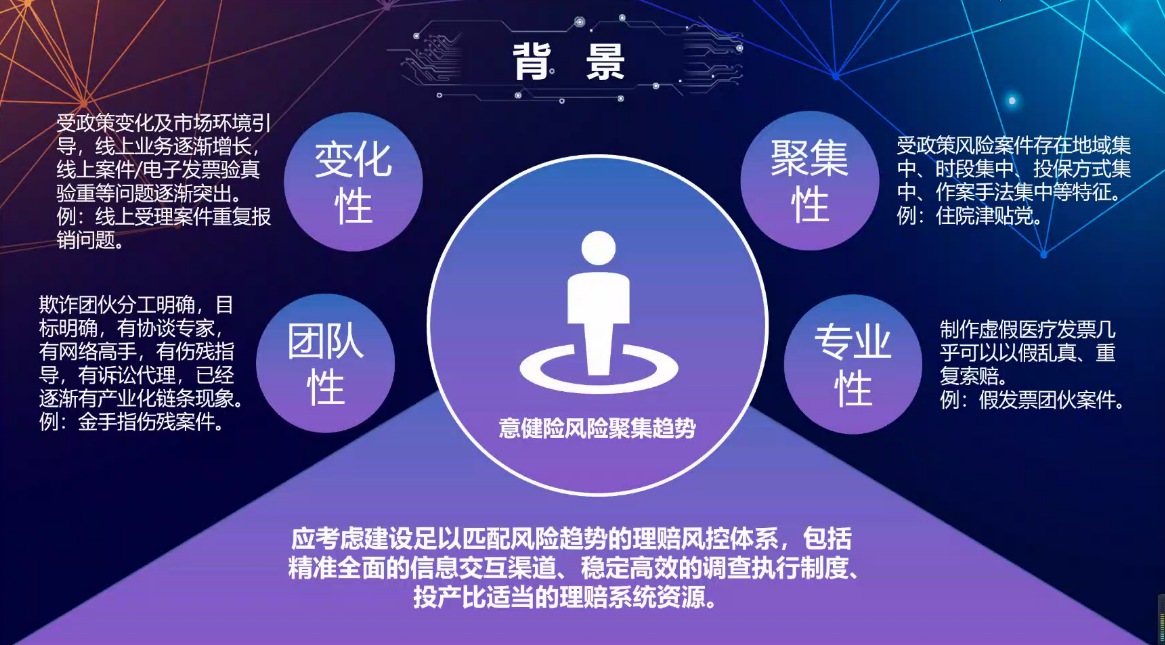 背 景
受政策变化及市场环境引
导，线上业务逐渐增长，
线上案件/电子发票验真
验重等问题逐渐突出。
例：线上受理案件重复报
销问题。
变化
性
聚集
性
受政策风险案件存在地域集
中、时段集中、投保方式集
中、作案手法集中等特征。
例：住院津贴党。
欺诈团伙分工明确，目
标明确，有协谈专家，
有网络高手，有伤残指
导，有诉讼代理，已经
逐渐有产业化链条现象。
例：金手指伤残案件。
团队
性
专业
性
制作虚假医疗发票几
乎可以以假乱真、重
复索赔。
例：假发票团伙案件。
意健险风险聚集趋势
应考虑建设足以匹配风险趋势的理赔风控体系，包括
精准全面的信息交互渠道、稳定高效的调查执行制度、
投产比适当的理赔系统资源。